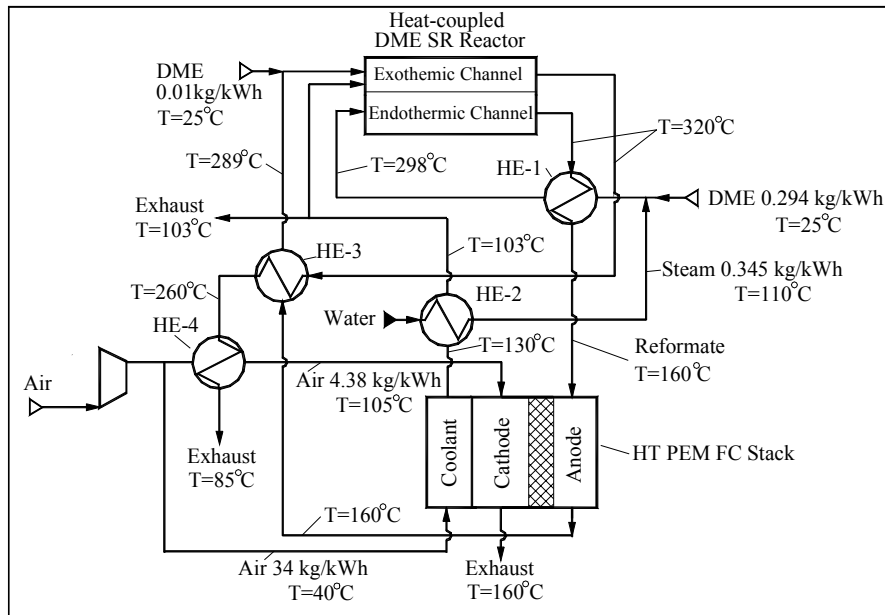 Heat-coupled
DME SR Reactor
DME
0.01kg/kWh
T=25°C
Exothemic Channel
Endothermic Channel
T=320°C
T=289°C
T=298°C
HE-1
DME 0.294 kg/kWh
T=25°C
Exhaust
T=103°C
HE-3
T=103°C
Steam 0.345 kg/kWh
T=110°C
T=260°C
HE-2
Water
HE-4
T=130°C
Reformate
T=160°C
Air
Air 4.38 kg/kWh
T=105°C
Exhaust
T=85°C
Coolant
Cathode
Anode
HT PEM FC Stack
T=160°C
Air 34 kg/kWh
T=40°C
Exhaust
T=160°C